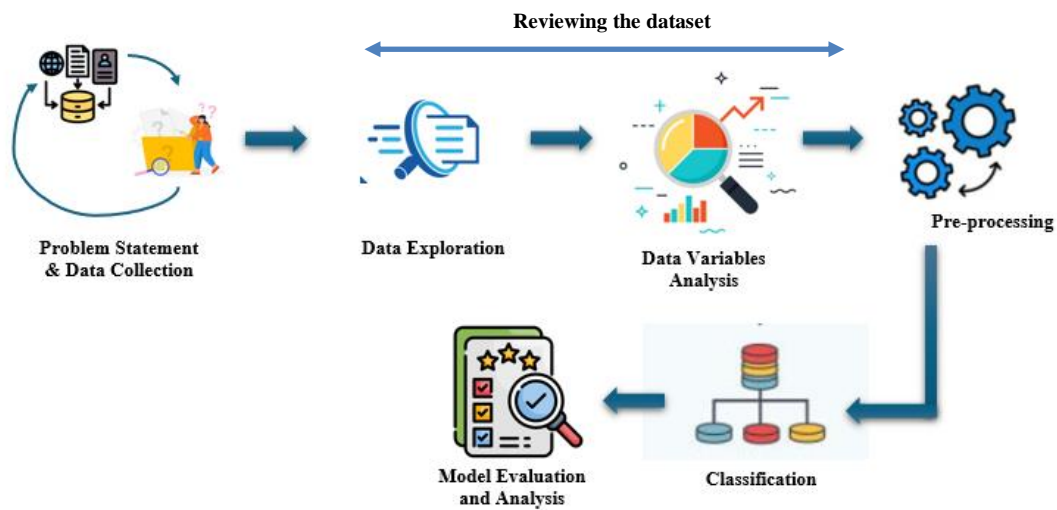 Reviewing the dataset
Problem Statement
& Data Collection
Data Exploration
Data Variables
Analysis
Pre-processing
Model Evaluation
and Analysis
Classification